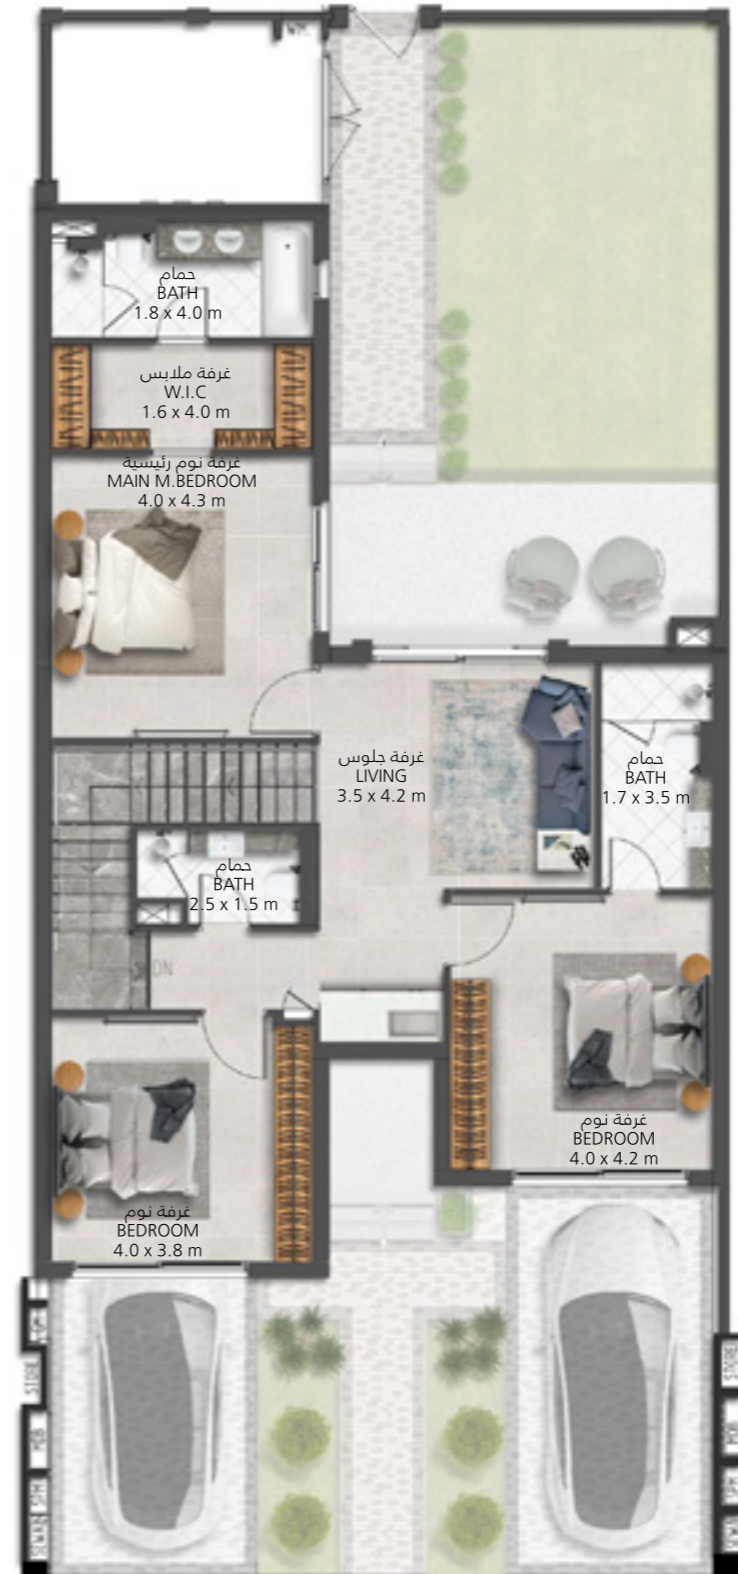 W.M.
حمام
BATH
1.8 x 4.0 m
غرفة ملابس
W.I.C
1.6 x 4.0 m
غرفة نوم رئيسية
MAIN M.BEDROOM
4.0 x 4.3 m
غرفة جلوس
LIVING
3.5 x 4.2 m
حمام
BATH
1.7 x 3.5 m
حمام
BATH
2.5 x 1.5 m
DN
غرفة نوم
BEDROOM
4.0 x 4.2 m
غرفة نوم
BEDROOM
4.0 x 3.8 m
STORE
STORE